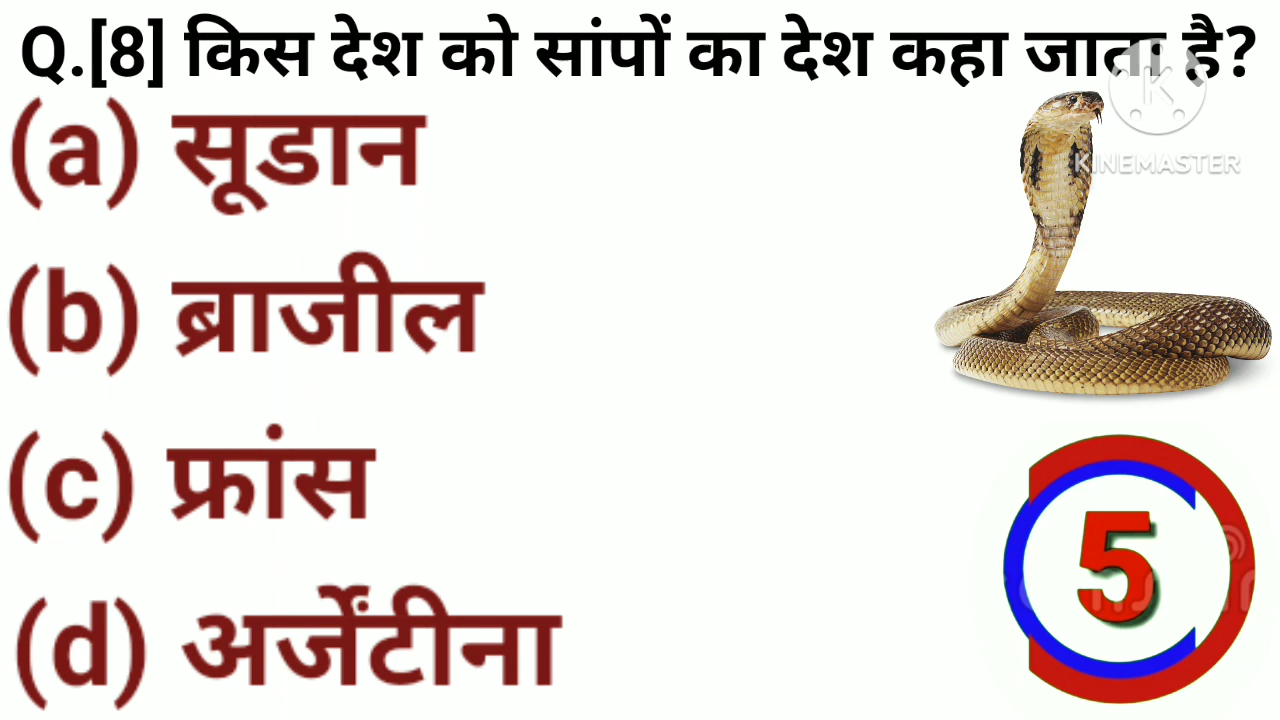 Q.[8] किस देश को सांपों का देश कहा जाता है?
(a) सूडान
(b) ब्राजील
(c) फ्रांस
(d) अर्जेंटीना
K
KINEMASTER
5